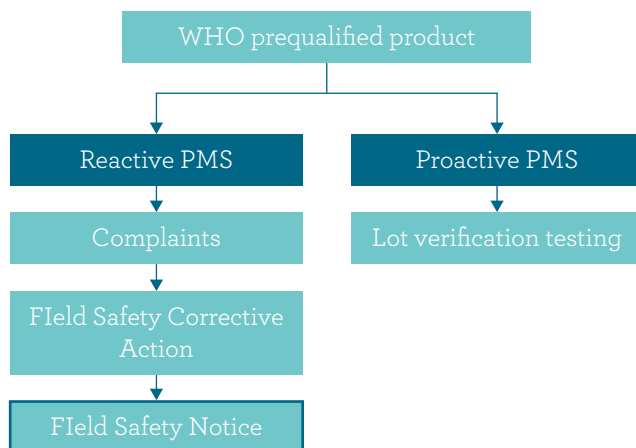 WHO prequalified product
Reactive PMS
Proactive PMS
Complaints
Lot verification testing
FIeld Safety Corrective
Action
FIeld Safety Notice